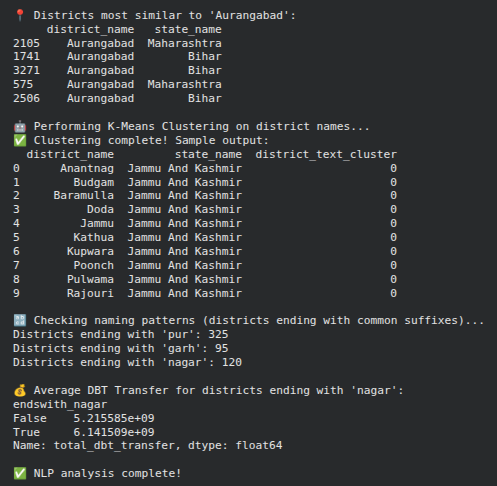 📍 Districts most similar to 'Aurangabad':
     district_name   state_name
2105    Aurangabad  Maharashtra
1741    Aurangabad        Bihar
3271    Aurangabad        Bihar
575     Aurangabad  Maharashtra
2506    Aurangabad        Bihar

🤖 Performing K-Means Clustering on district names...
✅ Clustering complete! Sample output:
  district_name         state_name  district_text_cluster
0      Anantnag  Jammu And Kashmir                      0
1        Budgam  Jammu And Kashmir                      0
2     Baramulla  Jammu And Kashmir                      0
3          Doda  Jammu And Kashmir                      0
4         Jammu  Jammu And Kashmir                      0
5        Kathua  Jammu And Kashmir                      0
6       Kupwara  Jammu And Kashmir                      0
7        Poonch  Jammu And Kashmir                      0
8       Pulwama  Jammu And Kashmir                      0
9       Rajouri  Jammu And Kashmir                      0

🔡 Checking naming patterns (districts ending with common suffixes)...
Districts ending with 'pur': 325
Districts ending with 'garh': 95
Districts ending with 'nagar': 120

💰 Average DBT Transfer for districts ending with 'nagar':
endswith_nagar
False    5.215585e+09
True     6.141509e+09
Name: total_dbt_transfer, dtype: float64

✅ NLP analysis complete!